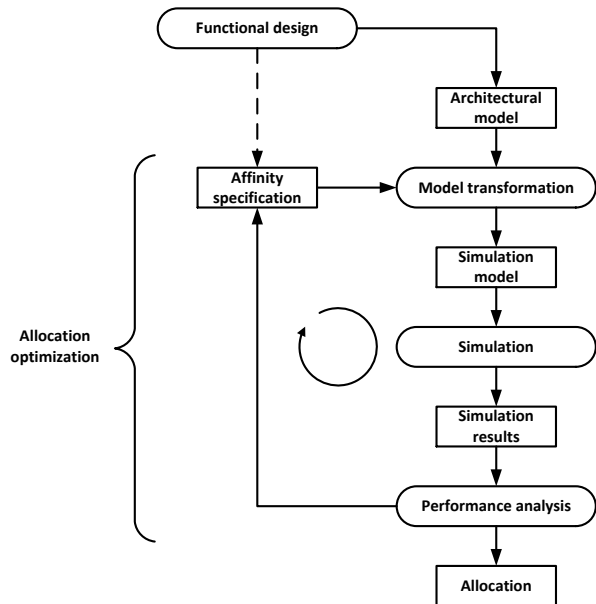 Functional design
Architectural
model
Affinity
specification
Model transformation
Simulation
model
Allocation
optimization
Simulation
Simulation
results
Performance analysis
Allocation